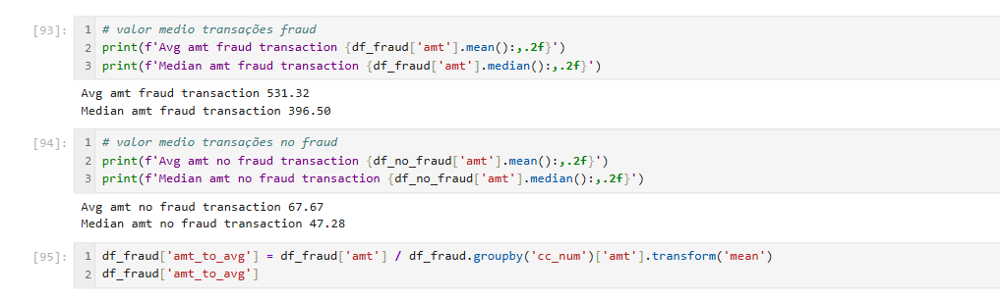 [93]: 1 # valor medio transações fraud
2 print(f'Avg amt fraud transaction {df_fraud['amt'].mean():,.2f}')
3 print(f'Median amt fraud transaction {df_fraud['amt'].median():,.2f}')
Avg amt fraud transaction 531.32
Median amt fraud transaction 396.50
[94]: 1 # valor medio transações no fraud
2 print(f'Avg amt no fraud transaction {df_no_fraud['amt'].mean():,.2f}')
3 print(f'Median amt no fraud transaction {df_no_fraud['amt'].median():,.2f}')
Avg amt no fraud transaction 67.67
Median amt no fraud transaction 47.28
[95]: 1 df_fraud['amt_to_avg'] = df_fraud['amt'] / df_fraud.groupby('cc_num')['amt'].transform('mean')
2 df_fraud['amt_to_avg']